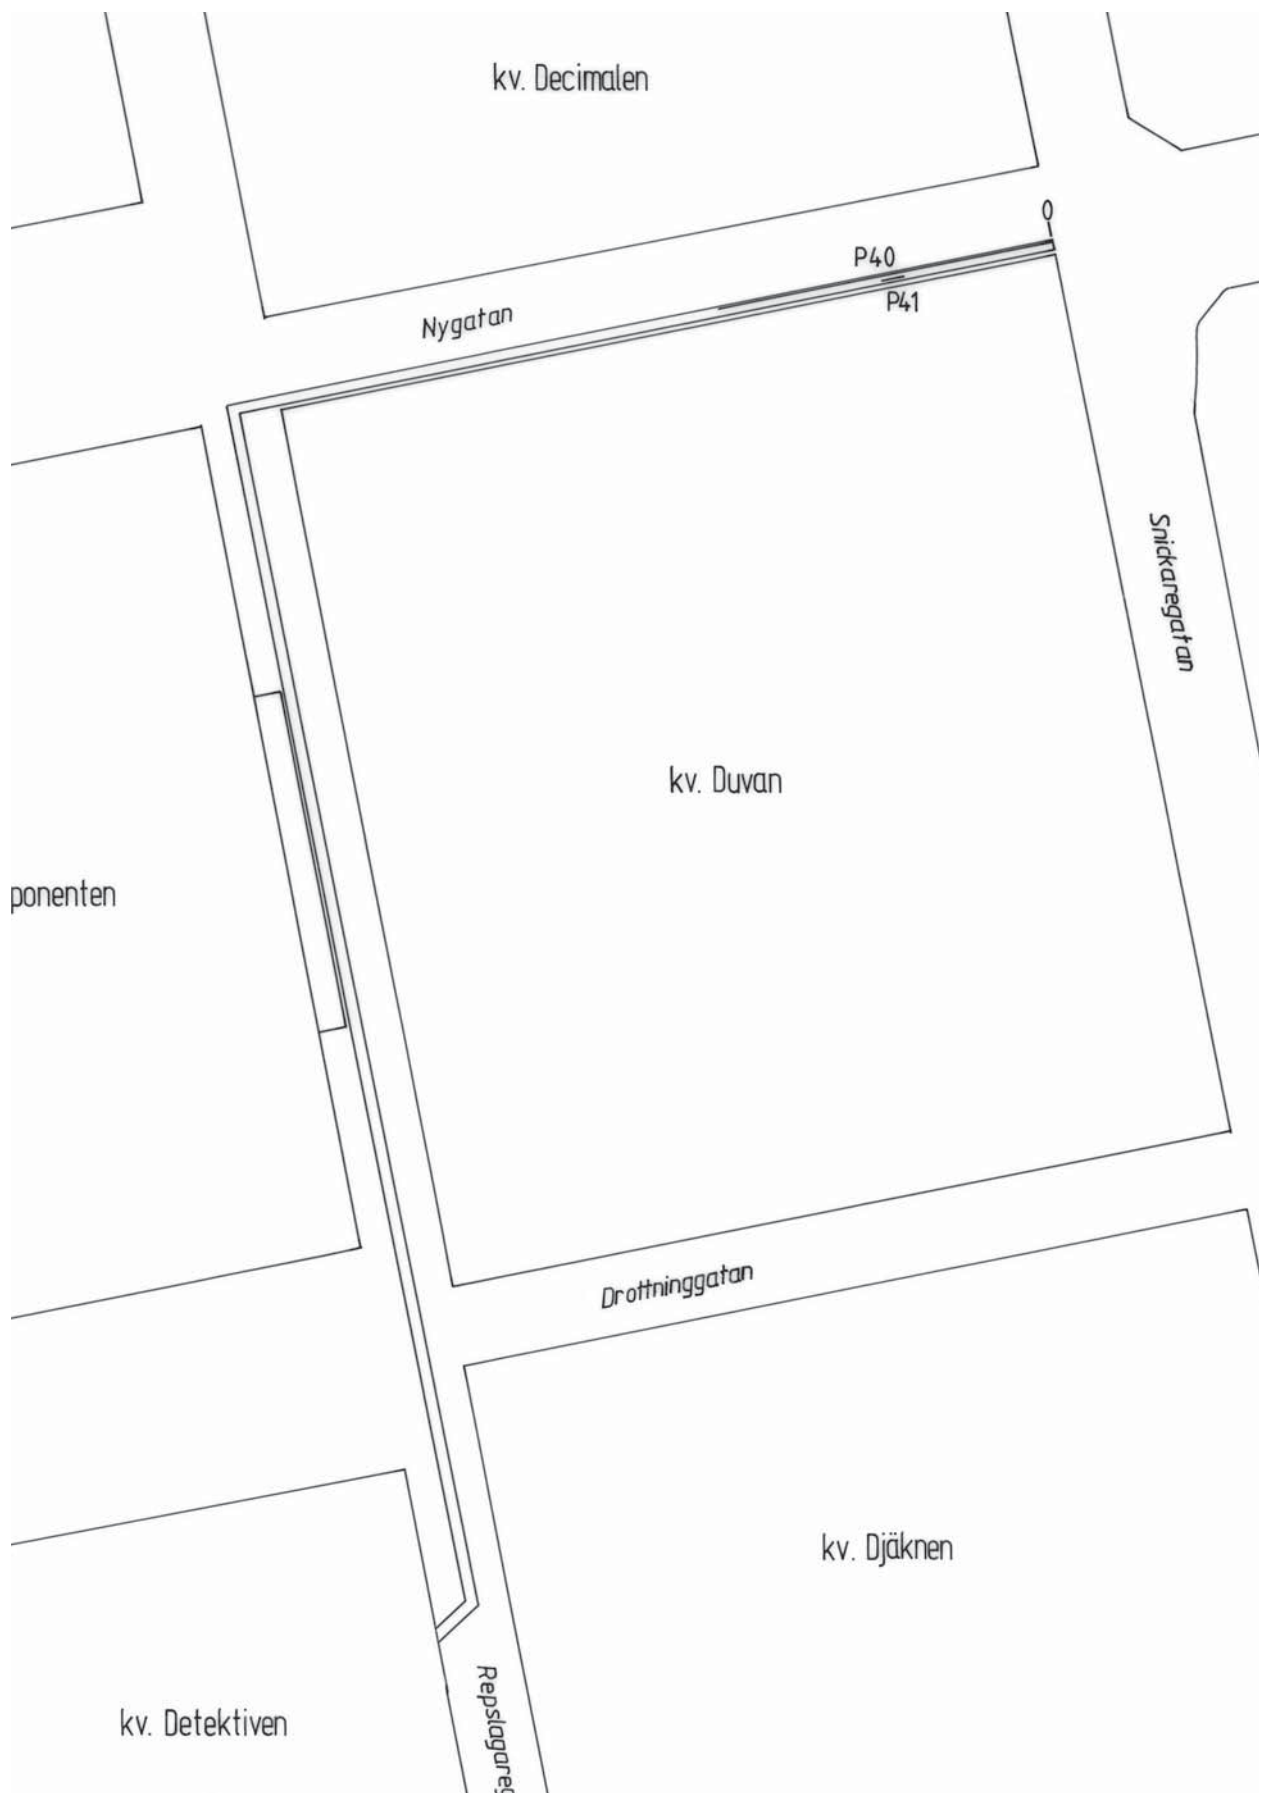 kv. Decimalen
0
P40
P41
Nygatan
Snickaregatan
kv. Duvan
ponenten
Drottninggatan
kv. Djäknen
Repslagareg
kv. Detektiven